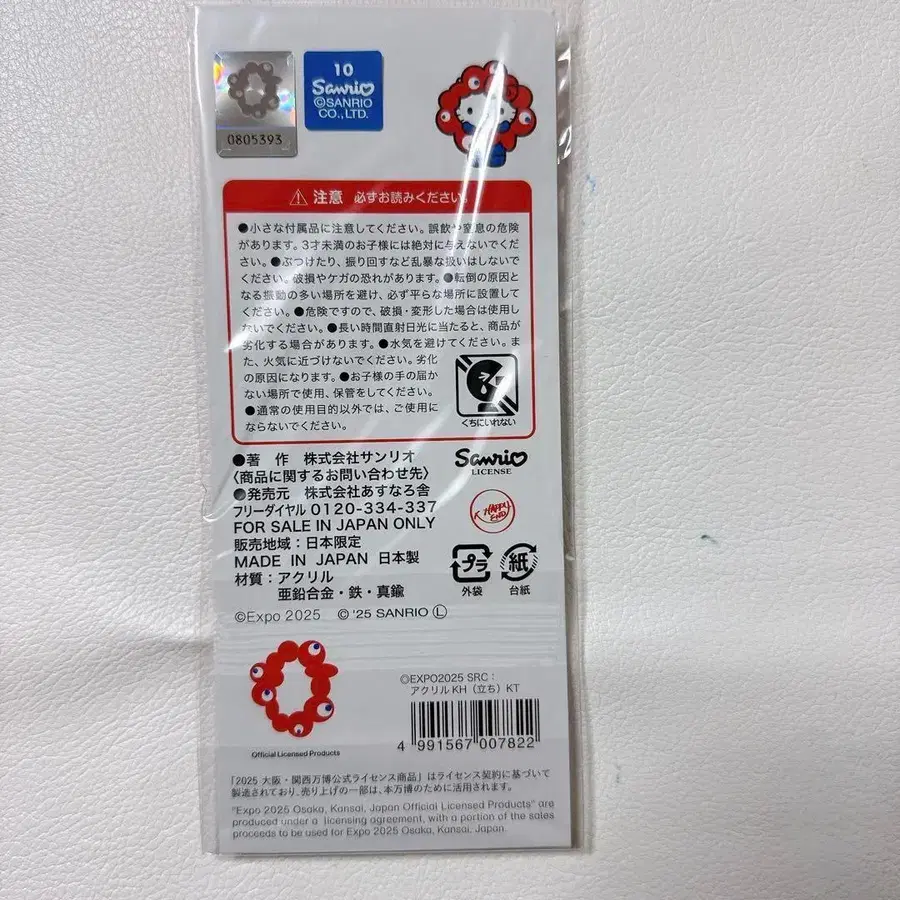 0805393
10
Sanrio
©SANRIO
CO.,LTD.
⚠ 注意 必ずお読みください。
●小さな付属品に注意してください。誤飲や窒息の危険
があります。3才未満のお子様には絶対に与えないでくだ
さい。●ぶつけたり、振り回すなど乱暴な扱いはしないで
ください。破損やケガの恐れがあります。●転倒の原因と
なる振動の多い場所を避け、必ず平らな場所に設置して
ください。●危険ですので、破損・変形した場合は使用し
ないでください。●長い時間直射日光に当たると、商品が
劣化する場合があります。●水気を避けてください。ま
た、火気に近づけないでください。劣化
の原因になります。●お子様の手の届か
ない場所で使用、保管をしてください。
●通常の使用目的以外では、ご使用に
ならないでください。
くちにいれない
●著 作 株式会社サンリオ
〈商品に関するお問い合わせ先〉
●発売元 株式会社あすなろ舎
フリーダイヤル 0120-334-337
FOR SALE IN JAPAN ONLY
販売地域：日本限定
MADE IN JAPAN 日本製
材質：アクリル
亜鉛合金・鉄・真鍮
Sanrio
LICENSE
HAPPY
END
プラ
外袋
紙
台紙
©Expo 2025 © '25 SANRIO Ⓛ
Official Licensed Products
©EXPO2025 SRC：
アクリルKH（立ち）KT
4 991567 007822
「2025 大阪・関西万博公式ライセンス商品」はライセンス契約に基づいて
製造されており、売り上げの一部は、本万博のために活用されます。
"Expo 2025 Osaka, Kansai, Japan Official Licensed Products" are
produced under a licensing agreement, with a portion of the sales
proceeds to be used for Expo 2025 Osaka, Kansai, Japan.